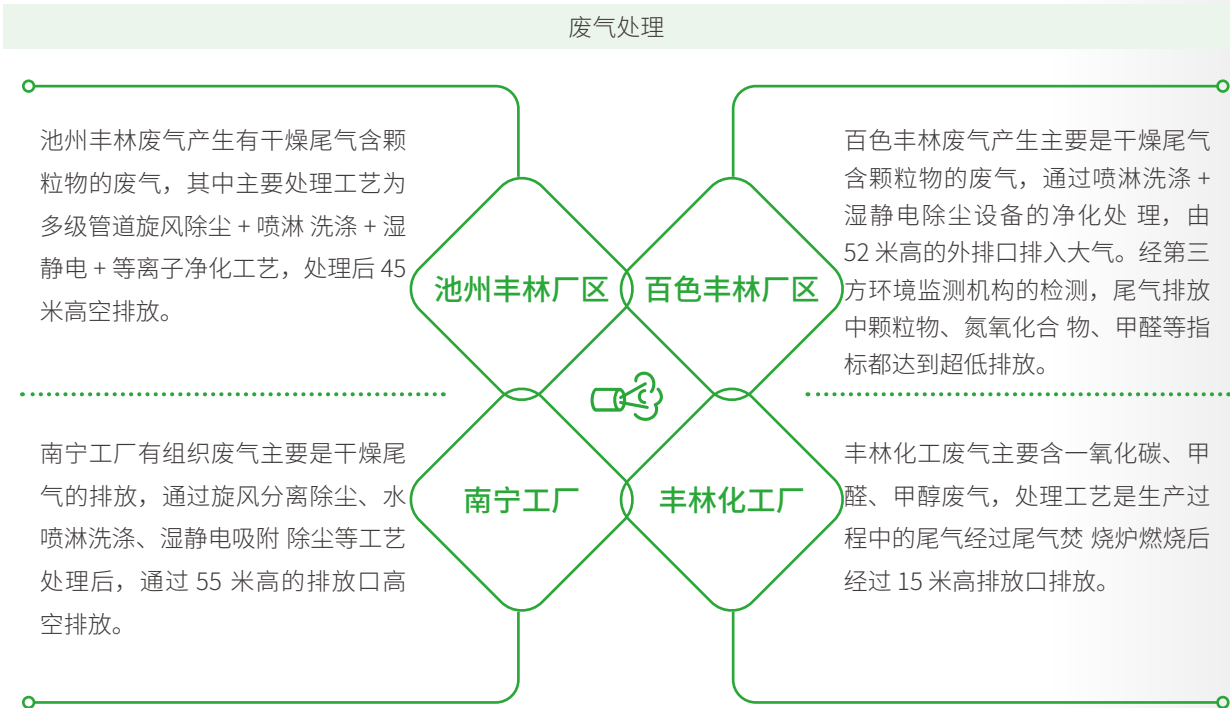 废气处理
池州丰林废气产生有干燥尾气含颗
粒物的废气，其中主要处理工艺为
多级管道旋风除尘 + 喷淋 洗涤 + 湿
静电 + 等离子净化工艺，处理后 45
米高空排放。
百色丰林废气产生主要是干燥尾气
含颗粒物的废气，通过喷淋洗涤 +
湿静电除尘设备的净化处 理，由
52 米高的外排口排入大气。经第三
方环境监测机构的检测，尾气排放
中颗粒物、氮氧化合 物、甲醛等指
标都达到超低排放。
池州丰林厂区
百色丰林厂区
南宁工厂有组织废气主要是干燥尾
气的排放，通过旋风分离除尘、水
喷淋洗涤、湿静电吸附 除尘等工艺
处理后，通过 55 米高的排放口高
空排放。
南宁工厂
丰林化工厂
丰林化工废气主要含一氧化碳、甲
醛、甲醇废气，处理工艺是生产过
程中的尾气经过尾气焚 烧炉燃烧后
经过 15 米高排放口排放。